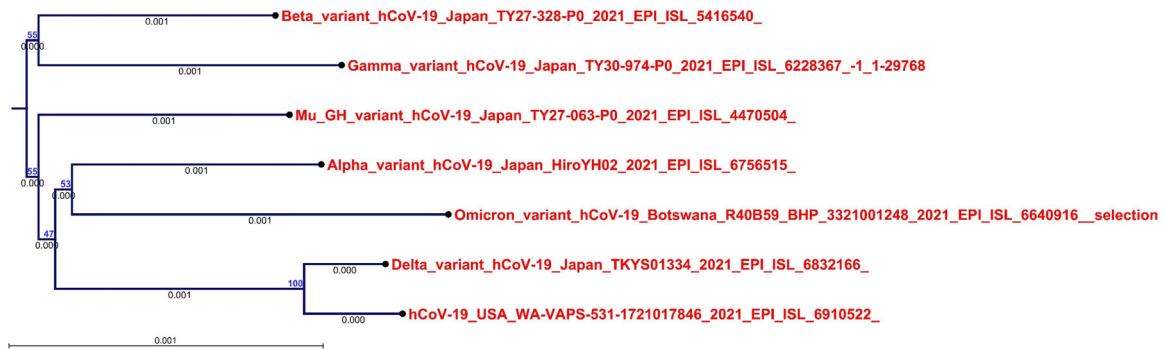 Beta_variant_hCoV-19_Japan_TY27-328-P0_2021_EPI_ISL_5416540_
0.001
55
0.000
Gamma_variant_hCoV-19_Japan_TY30-974-P0_2021_EPI_ISL_6228367_-1_1-29768
0.001
Mu_GH_variant_hCoV-19_Japan_TY27-063-P0_2021_EPI_ISL_4470504_
0.001
Alpha_variant_hCoV-19_Japan_HiroYH02_2021_EPI_ISL_6756515_
0.001
55
0.000
53
0.000
Omicron_variant_hCoV-19_Botswana_R40B59_BHP_3321001248_2021_EPI_ISL_6640916__selection
0.001
47
0.000
Delta_variant_hCoV-19_Japan_TKYS01334_2021_EPI_ISL_6832166_
0.000
100
0.001
hCoV-19_USA_WA-VAPS-531-1721017846_2021_EPI_ISL_6910522_
0.000
0.001